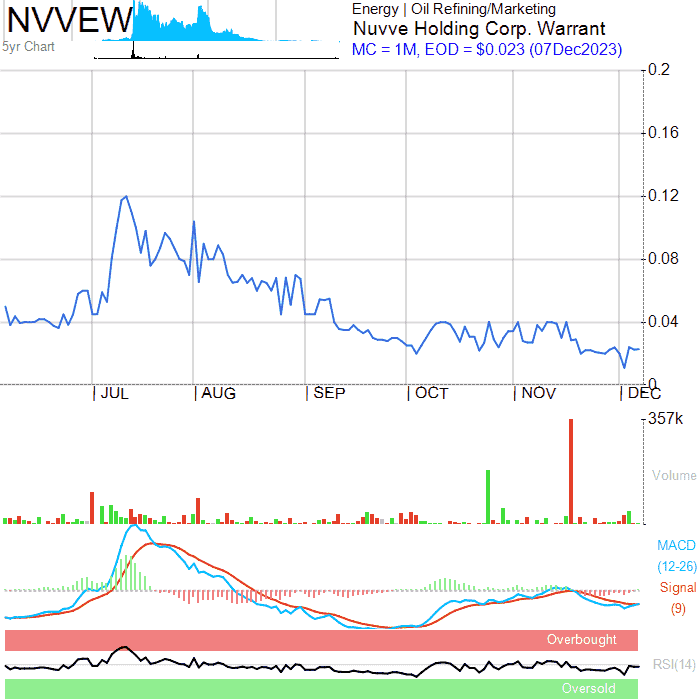 NVVEW
5yr Chart
Energy | Oil Refining/Marketing
Nuvve Holding Corp. Warrant
MC = 1M, EOD = $0.023 (07Dec2023)
0.2
0.16
0.12
0.08
0.04
0
| JUL | AUG | SEP | OCT | NOV | DEC
357k
Volume
MACD
(12-26)
Signal
(9)
Overbought
RSI(14)
Oversold